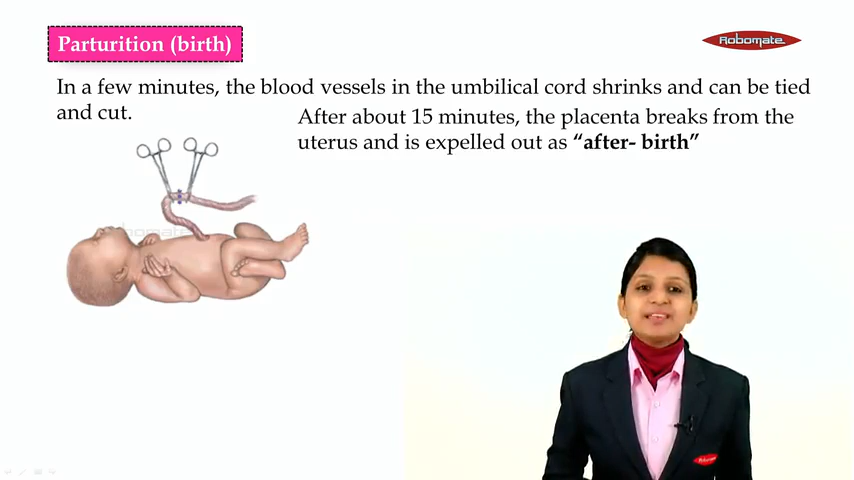 Parturition (birth)
Robomate
In a few minutes, the blood vessels in the umbilical cord shrinks and can be tied
and cut.
After about 15 minutes, the placenta breaks from the
uterus and is expelled out as “after- birth”
Robomate